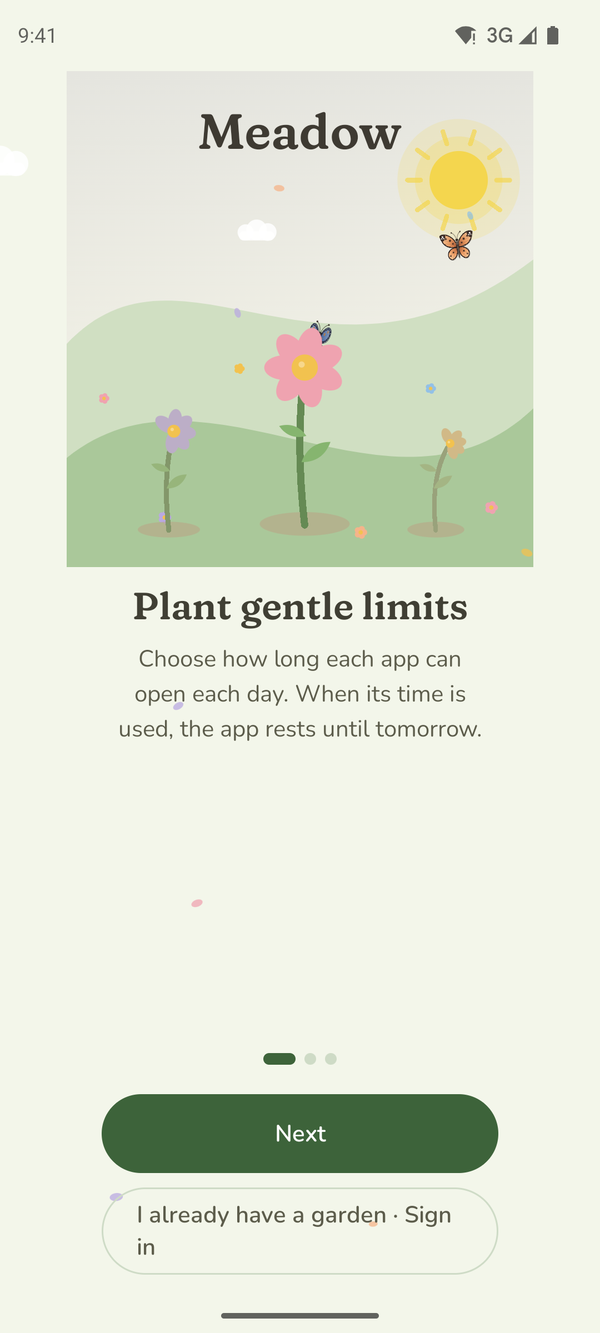 9:41
3G
Meadow
Plant gentle limits
Choose how long each app can
open each day. When its time is
used, the app rests until tomorrow.
Next
I already have a garden · Sign
in